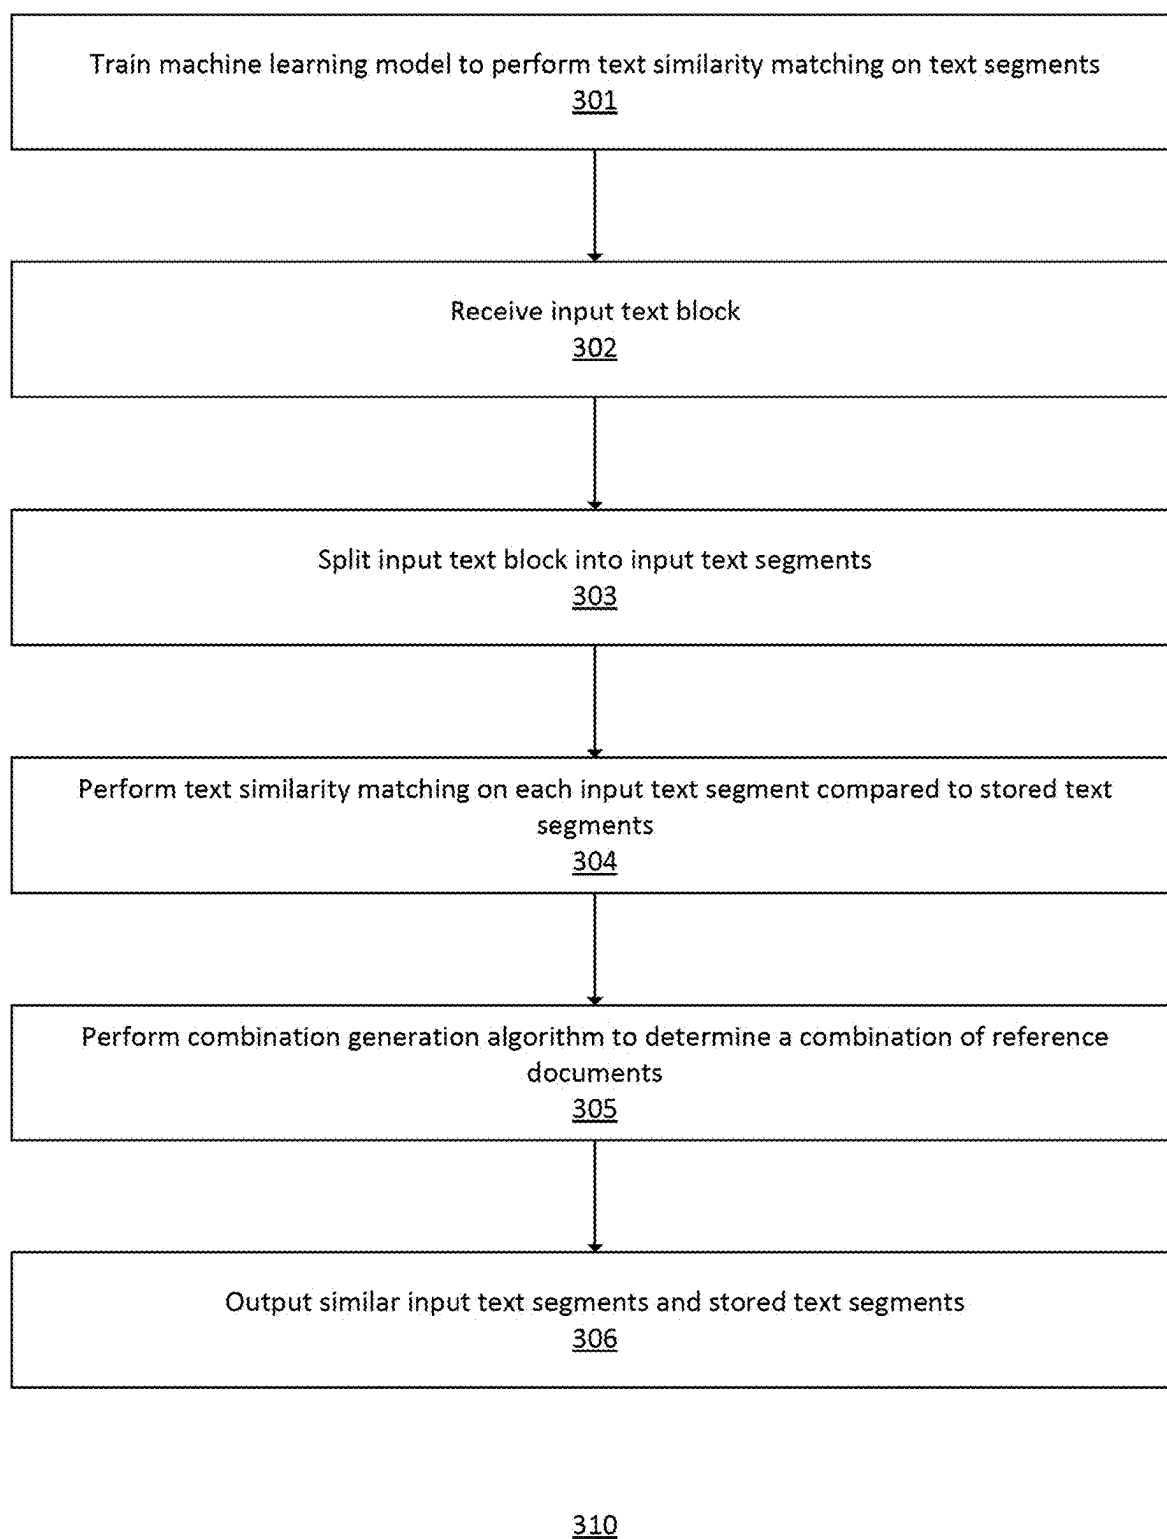 Train machine learning model to perform text similarity matching on text segments
301
Receive input text block
302
Split input text block into input text segments
303
Perform text similarity matching on each input text segment compared to stored text
segments
304
Perform combination generation algorithm to determine a combination of reference
documents
305
Output similar input text segments and stored text segments
306
310